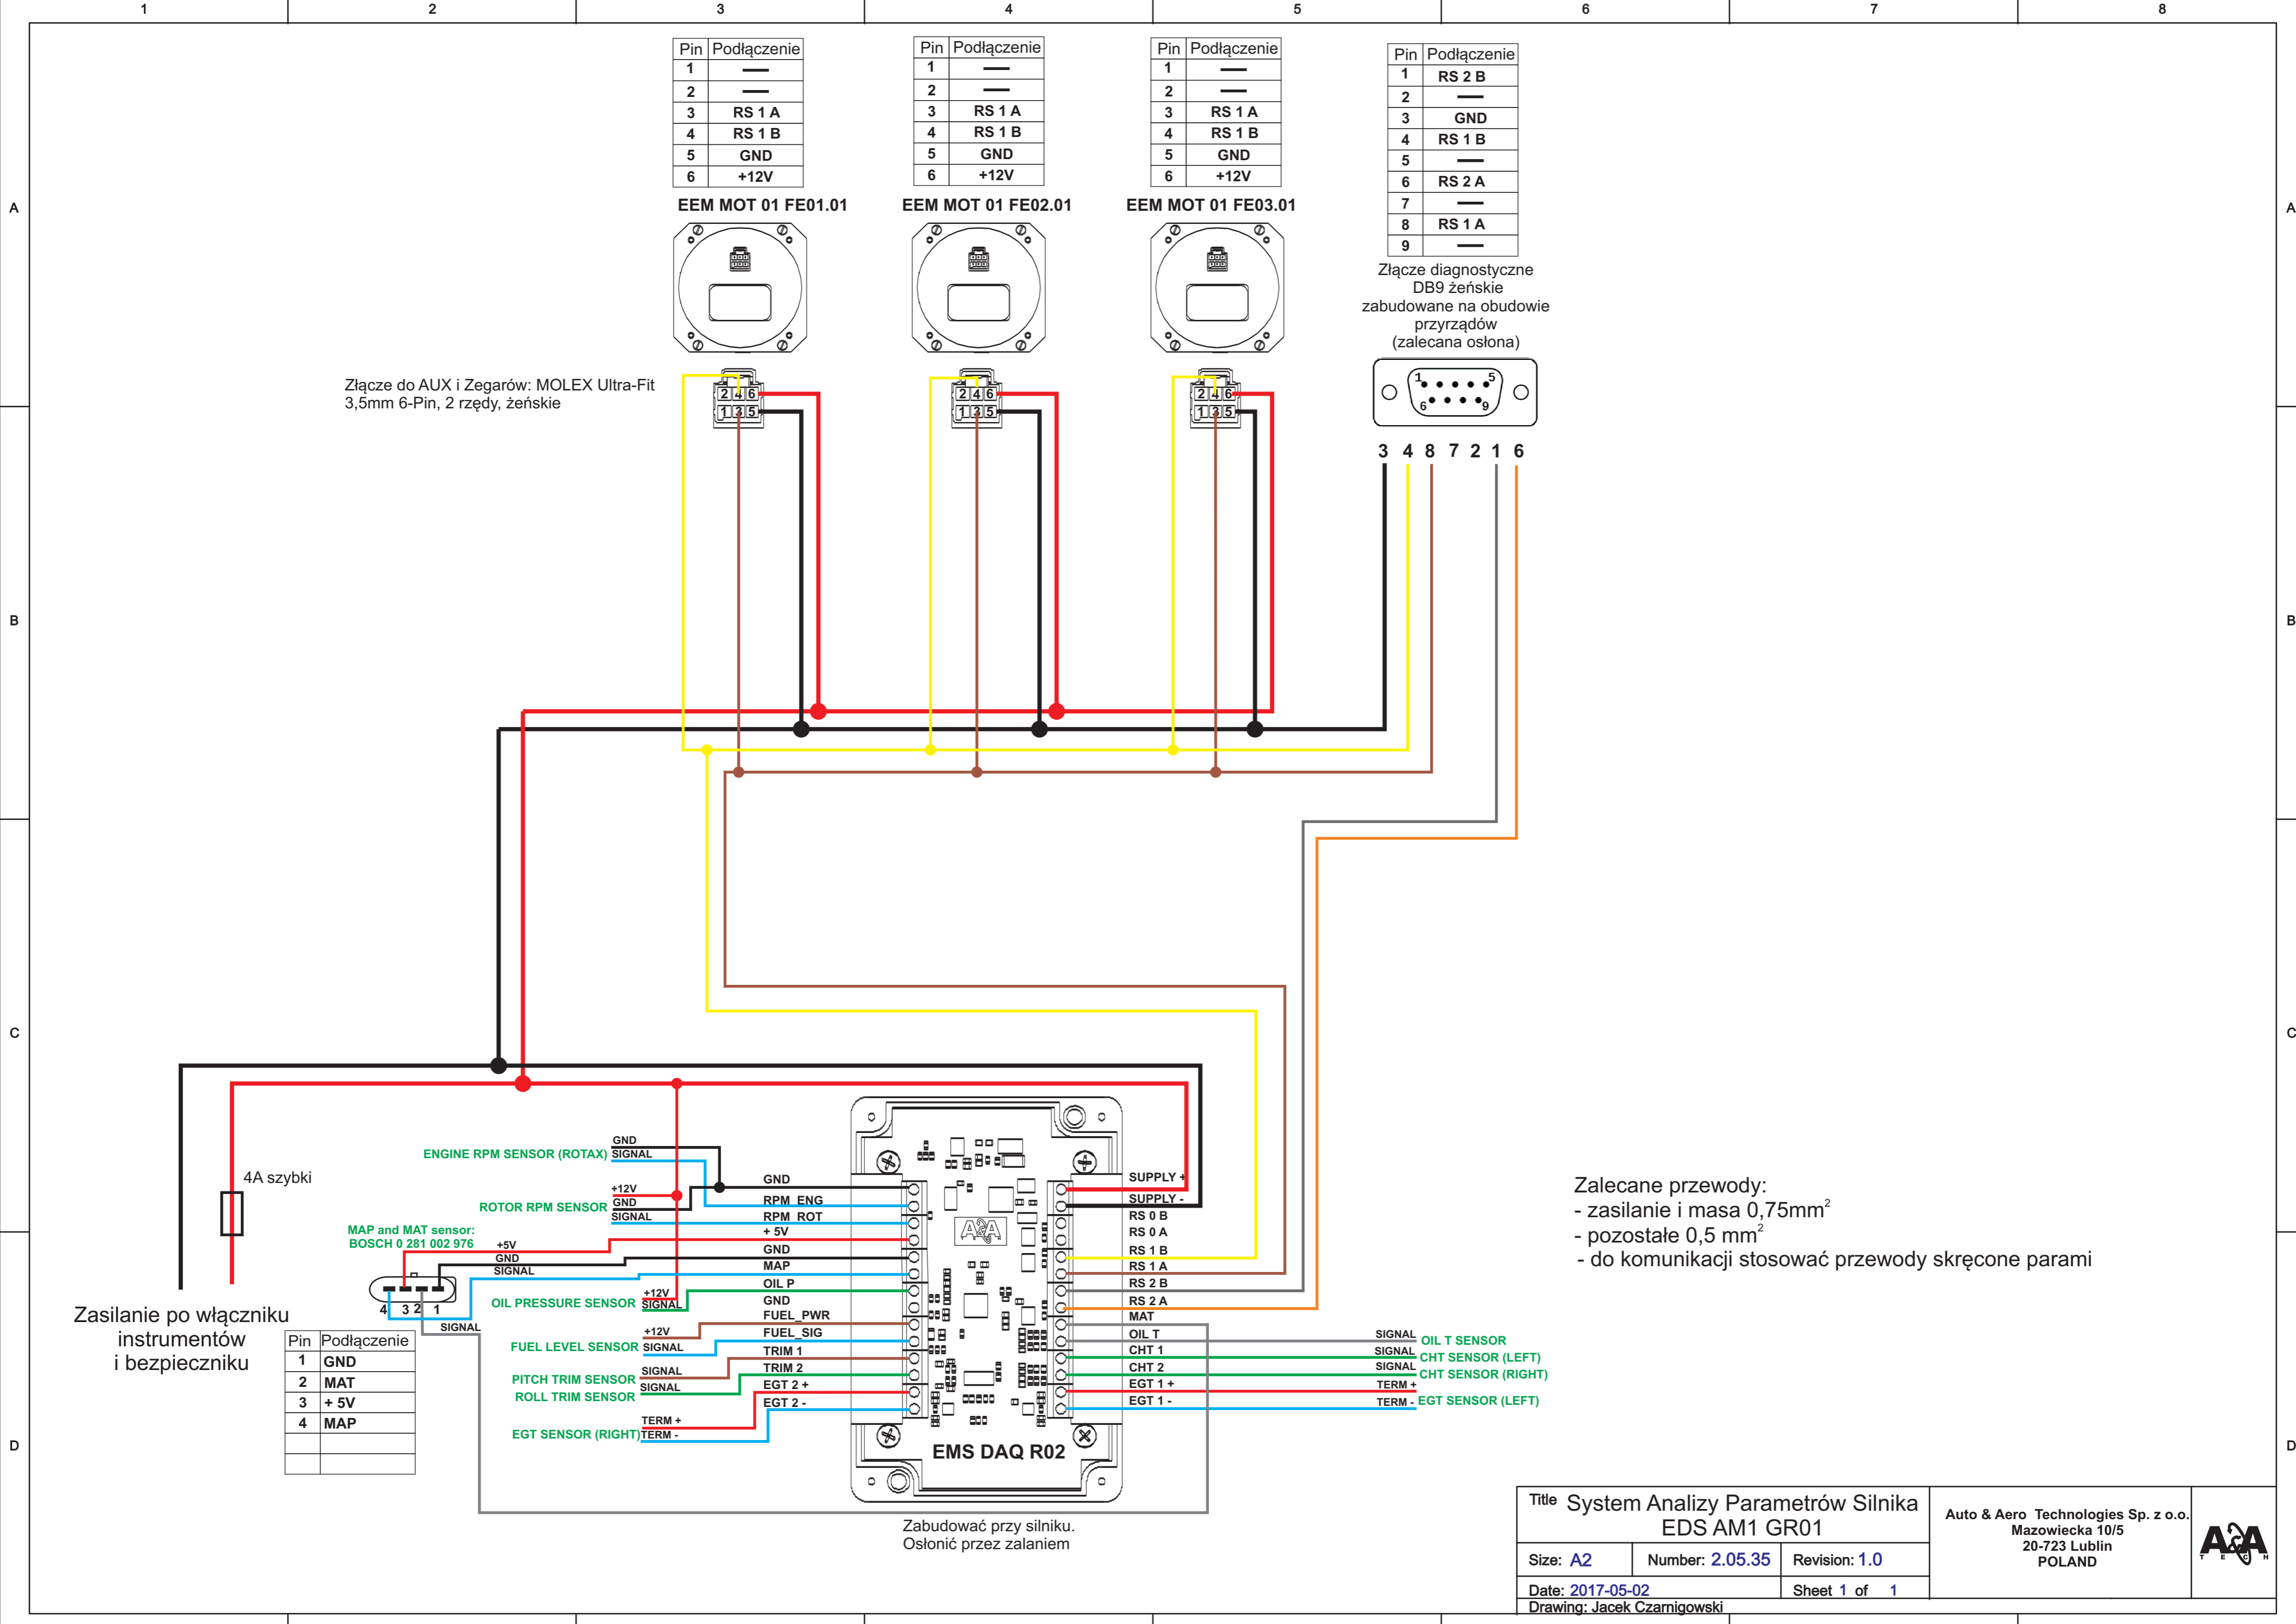 1 2 3 4 5 6 7 8
A
B
C
D
A
B
C
D
Pin Podłączenie
1 —
2 —
3 RS 1 A
4 RS 1 B
5 GND
6 +12V
EEM MOT 01 FE01.01
Pin Podłączenie
1 —
2 —
3 RS 1 A
4 RS 1 B
5 GND
6 +12V
EEM MOT 01 FE02.01
Pin Podłączenie
1 —
2 —
3 RS 1 A
4 RS 1 B
5 GND
6 +12V
EEM MOT 01 FE03.01
Pin Podłączenie
1 RS 2 B
2 —
3 GND
4 RS 1 B
5 —
6 RS 2 A
7 —
8 RS 1 A
9 —
Złącze diagnostyczne
DB9 żeńskie
zabudowane na obudowie
przyrządów
(zalecana osłona)
1 5
6 9
3 4 8 7 2 1 6
Złącze do AUX i Zegarów: MOLEX Ultra-Fit
3,5mm 6-Pin, 2 rzędy, żeńskie
2 4 6
1 3 5
2 4 6
1 3 5
2 4 6
1 3 5
4A szybki
Zasilanie po włączniku
instrumentów
i bezpieczniku
ENGINE RPM SENSOR (ROTAX)
GND
SIGNAL
ROTOR RPM SENSOR
+12V
GND
SIGNAL
MAP and MAT sensor:
BOSCH 0 281 002 976
+5V
GND
SIGNAL
4 3 2 1
SIGNAL
Pin Podłączenie
1 GND
2 MAT
3 + 5V
4 MAP
OIL PRESSURE SENSOR
+12V
SIGNAL
FUEL LEVEL SENSOR
+12V
SIGNAL
PITCH TRIM SENSOR
SIGNAL
ROLL TRIM SENSOR
SIGNAL
EGT SENSOR (RIGHT)
TERM +
TERM -
GND
RPM_ENG
RPM_ROT
+ 5V
GND
MAP
OIL P
GND
FUEL_PWR
FUEL_SIG
TRIM 1
TRIM 2
EGT 2 +
EGT 2 -
A&A
EMS DAQ R02
SUPPLY +
SUPPLY -
RS 0 B
RS 0 A
RS 1 B
RS 1 A
RS 2 B
RS 2 A
MAT
OIL T
CHT 1
CHT 2
EGT 1 +
EGT 1 -
SIGNAL OIL T SENSOR
SIGNAL CHT SENSOR (LEFT)
SIGNAL CHT SENSOR (RIGHT)
TERM +
TERM - EGT SENSOR (LEFT)
Zabudować przy silniku.
Osłonić przez zalaniem
Zalecane przewody:
- zasilanie i masa 0,75mm²
- pozostałe 0,5 mm²
- do komunikacji stosować przewody skręcone parami
Title System Analizy Parametrów Silnika
EDS AM1 GR01
Size: A2 Number: 2.05.35 Revision: 1.0
Date: 2017-05-02 Sheet 1 of 1
Drawing: Jacek Czarnigowski
Auto & Aero Technologies Sp. z o.o.
Mazowiecka 10/5
20-723 Lublin
POLAND
A&A
TECH